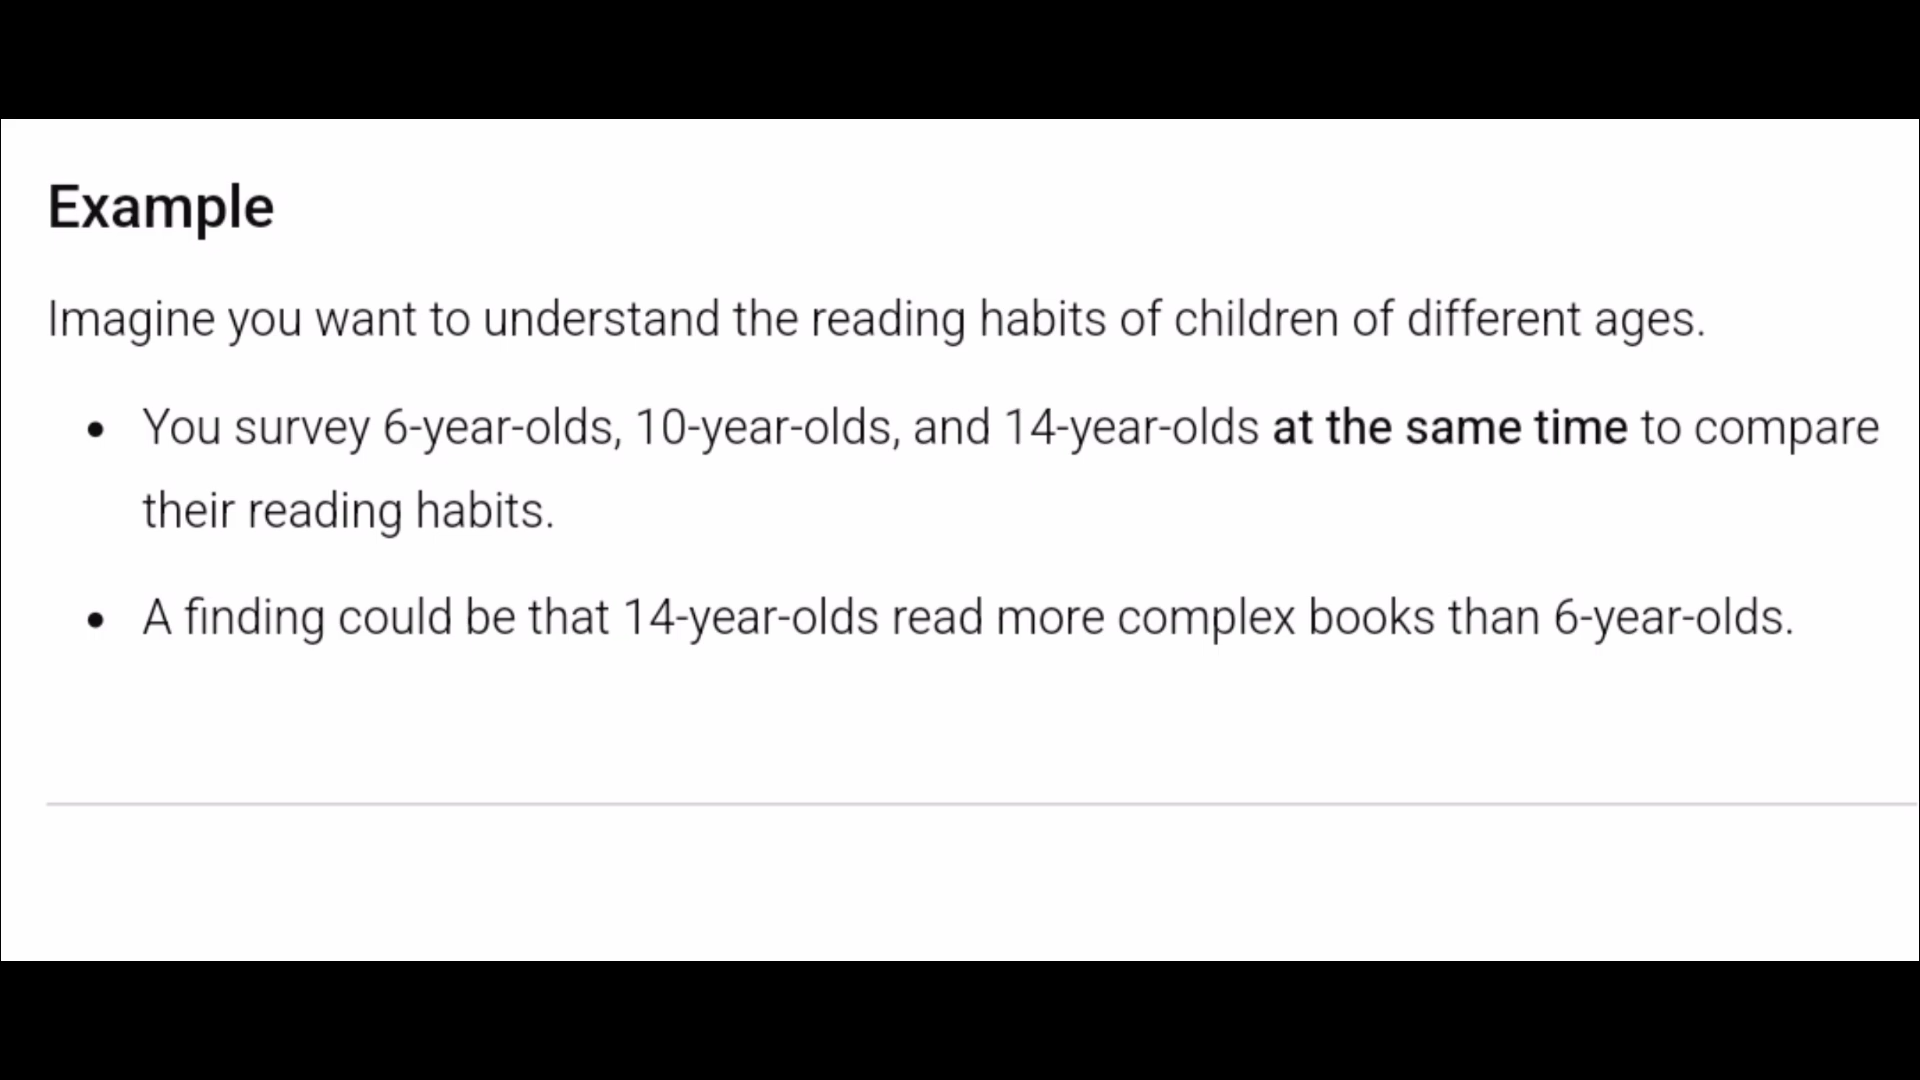 Example
Imagine you want to understand the reading habits of children of different ages.
• You survey 6-year-olds, 10-year-olds, and 14-year-olds at the same time to compare
their reading habits.
• A finding could be that 14-year-olds read more complex books than 6-year-olds.